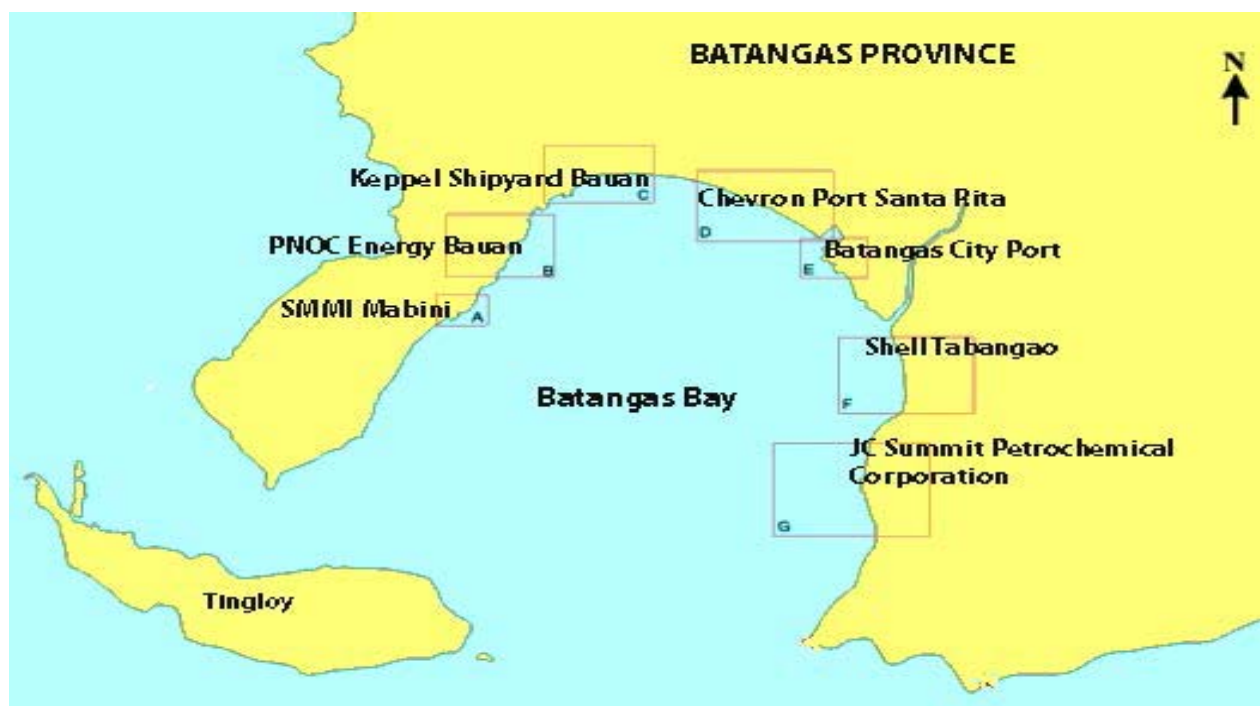 BATANGAS PROVINCE
N
Keppel Shipyard Bauan
C
Chevron Port Santa Rita
D
PNOC Energy Bauan
B
Batangas City Port
E
SMMI Mabini
A
Shell Tabangao
F
Batangas Bay
JC Summit Petrochemical
Corporation
G
Tingloy